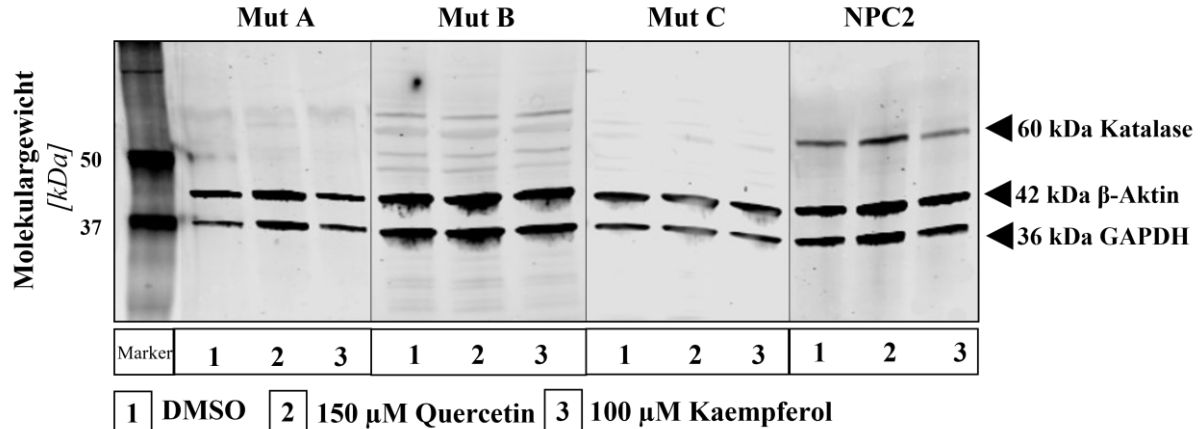 Mut A Mut B Mut C NPC2
Molekulargewicht
[kDa]
50
37
60 kDa Katalase
42 kDa β-Aktin
36 kDa GAPDH
Marker 1 2 3 1 2 3 1 2 3 1 2 3
1 DMSO 2 150 µM Quercetin 3 100 µM Kaempferol